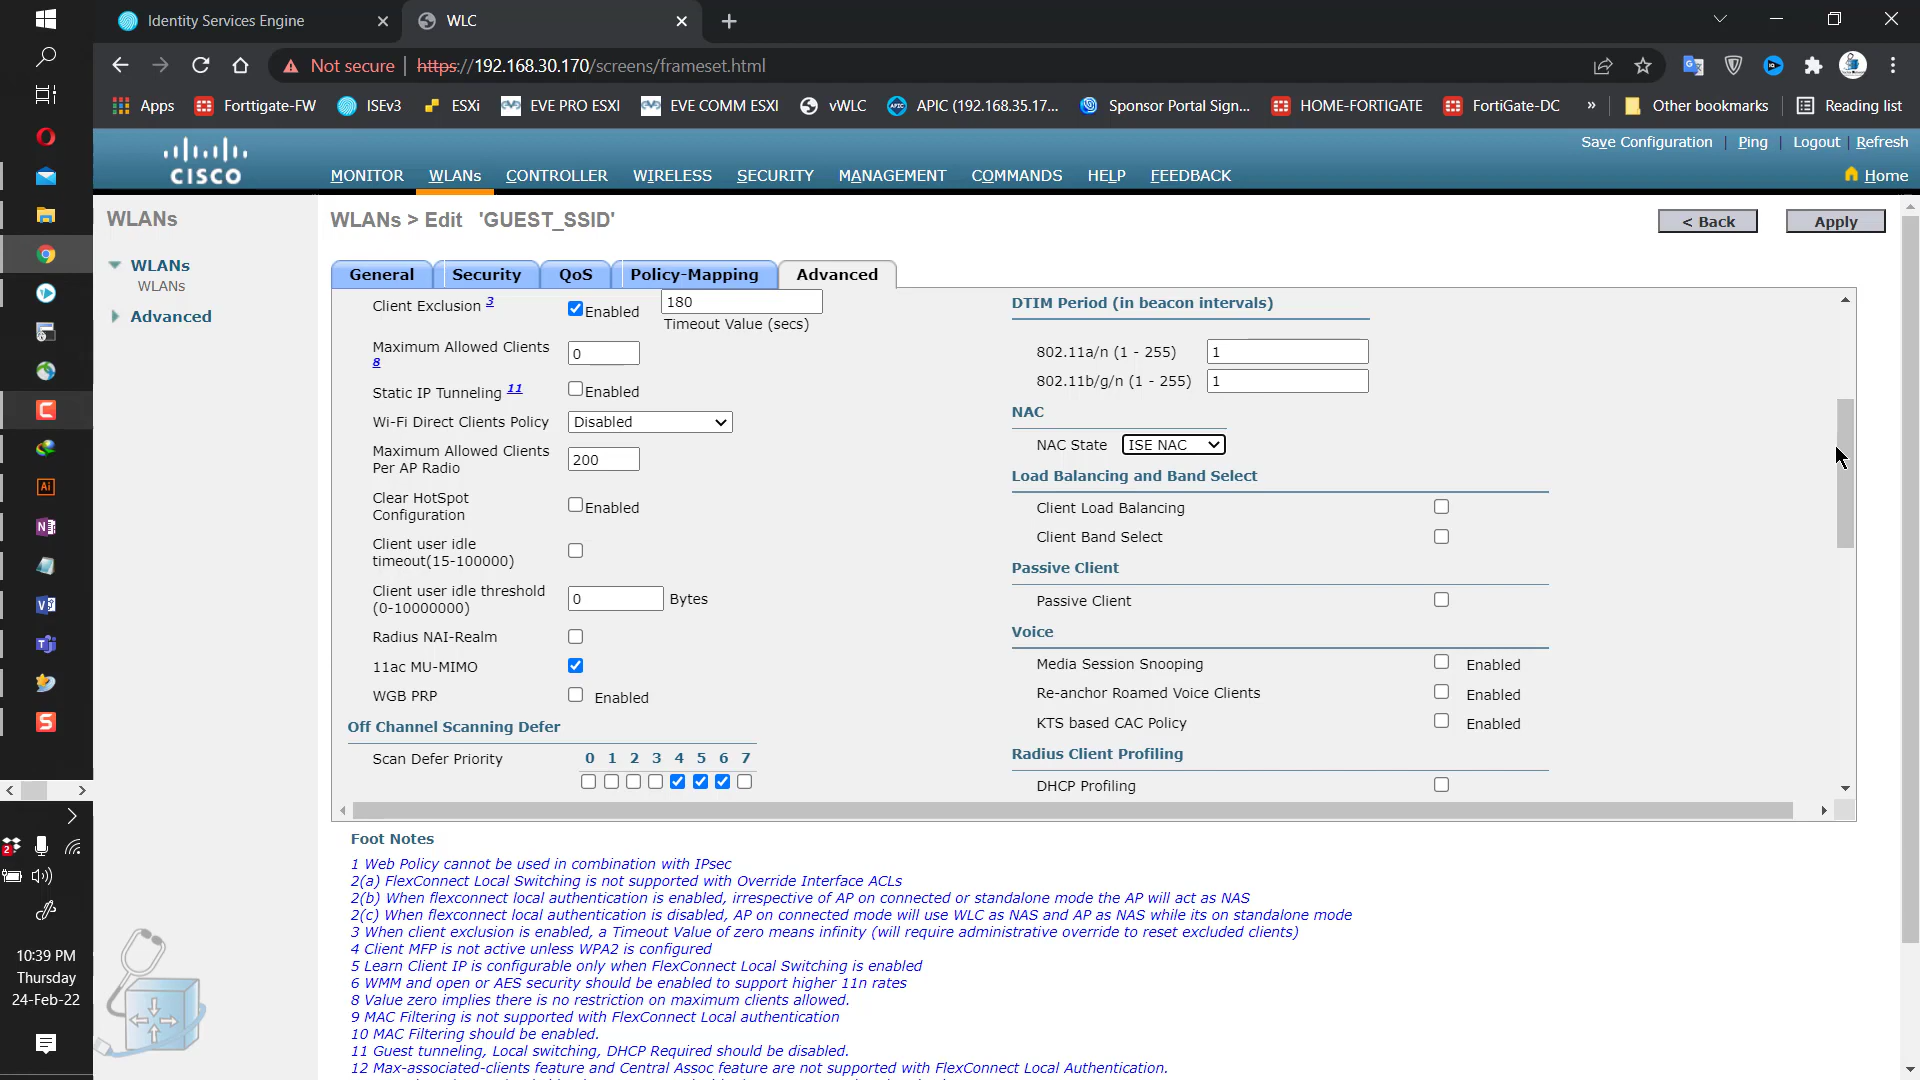 Identity Services Engine
WLC
Not secure https://192.168.30.170/screens/frameset.html
Apps
Forttigate-FW
ISEv3
ESXi
EVE PRO ESXI
EVE COMM ESXI
vWLC
APIC (192.168.35.17...
Sponsor Portal Sign...
HOME-FORTIGATE
FortiGate-DC
»
Other bookmarks
Reading list
Save Configuration | Ping | Logout | Refresh
CISCO
MONITOR WLANs CONTROLLER WIRELESS SECURITY MANAGEMENT COMMANDS HELP FEEDBACK
Home
WLANs
WLANs
WLANs
Advanced
WLANs > Edit 'GUEST_SSID'
< Back
Apply
General Security QoS Policy-Mapping Advanced
Client Exclusion 3 Enabled 180
Timeout Value (secs)
Maximum Allowed Clients
8
0
Static IP Tunneling 11 Enabled
Wi-Fi Direct Clients Policy Disabled
Maximum Allowed Clients
Per AP Radio
200
Clear HotSpot
Configuration
Enabled
Client user idle
timeout(15-100000)
Client user idle threshold
(0-10000000)
0 Bytes
Radius NAI-Realm
11ac MU-MIMO
WGB PRP Enabled
Off Channel Scanning Defer
Scan Defer Priority 0 1 2 3 4 5 6 7
DTIM Period (in beacon intervals)
802.11a/n (1 - 255) 1
802.11b/g/n (1 - 255) 1
NAC
NAC State ISE NAC
Load Balancing and Band Select
Client Load Balancing
Client Band Select
Passive Client
Passive Client
Voice
Media Session Snooping Enabled
Re-anchor Roamed Voice Clients Enabled
KTS based CAC Policy Enabled
Radius Client Profiling
DHCP Profiling
Foot Notes
1 Web Policy cannot be used in combination with IPsec
2(a) FlexConnect Local Switching is not supported with Override Interface ACLs
2(b) When flexconnect local authentication is enabled, irrespective of AP on connected or standalone mode the AP will act as NAS
2(c) When flexconnect local authentication is disabled, AP on connected mode will use WLC as NAS and AP as NAS while its on standalone mode
3 When client exclusion is enabled, a Timeout Value of zero means infinity (will require administrative override to reset excluded clients)
4 Client MFP is not active unless WPA2 is configured
5 Learn Client IP is configurable only when FlexConnect Local Switching is enabled
6 WMM and open or AES security should be enabled to support higher 11n rates
8 Value zero implies there is no restriction on maximum clients allowed.
9 MAC Filtering is not supported with FlexConnect Local authentication
10 MAC Filtering should be enabled.
11 Guest tunneling, Local switching, DHCP Required should be disabled.
12 Max-associated-clients feature and Central Assoc feature are not supported with FlexConnect Local Authentication.
10:39 PM
Thursday
24-Feb-22